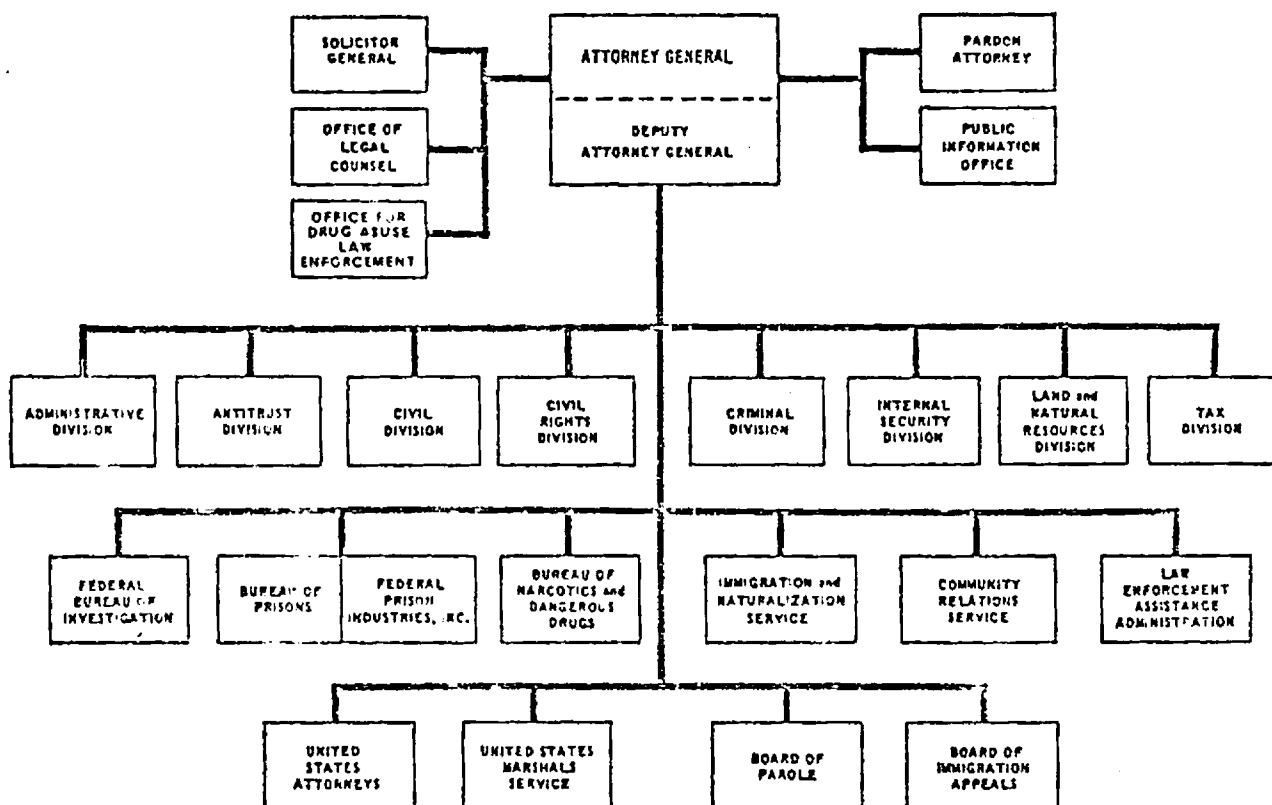 SOLICITOR
GENERAL
ATTORNEY GENERAL
DEPUTY
ATTORNEY GENERAL
PARDON
ATTORNEY
OFFICE OF
LEGAL
COUNSEL
PUBLIC
INFORMATION
OFFICE
OFFICE FOR
DRUG ABUSE
LAW
ENFORCEMENT
ADMINISTRATIVE
DIVISION
ANTITRUST
DIVISION
CIVIL
DIVISION
CIVIL
RIGHTS
DIVISION
CRIMINAL
DIVISION
INTERNAL
SECURITY
DIVISION
LAND and
NATURAL
RESOURCES
DIVISION
TAX
DIVISION
FEDERAL
BUREAU OF
INVESTIGATION
BUREAU OF
PRISONS
FEDERAL
PRISON
INDUSTRIES, INC.
BUREAU OF
NARCOTICS and
DANGEROUS
DRUGS
IMMIGRATION and
NATURALIZATION
SERVICE
COMMUNITY
RELATIONS
SERVICE
LAW
ENFORCEMENT
ASSISTANCE
ADMINISTRATION
UNITED
STATES
ATTORNEYS
UNITED STATES
MARSHALS
SERVICE
BOARD OF
PAROLE
BOARD OF
IMMIGRATION
APPEALS